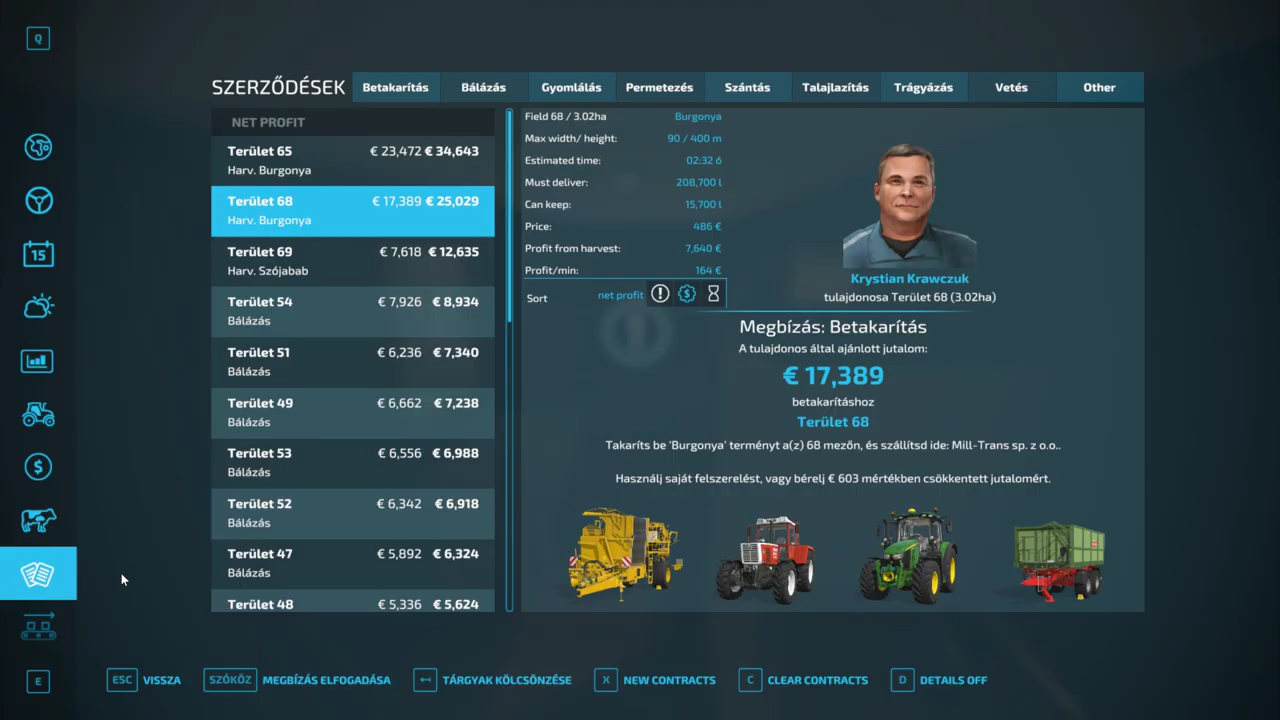 Q
SZERZŐDÉSEK
Betakarítás Bálázás Gyomlálás Permetezés Szántás Talajlazítás Trágyázás Vetés Other
NET PROFIT
Terület 65 € 23,472 € 34,643
Harv. Burgonya
Terület 68 € 17,389 € 25,029
Harv. Burgonya
Terület 69 € 7,618 € 12,635
Harv. Szójabab
Terület 54 € 7,926 € 8,934
Bálázás
Terület 51 € 6,236 € 7,340
Bálázás
Terület 49 € 6,662 € 7,238
Bálázás
Terület 53 € 6,556 € 6,988
Bálázás
Terület 52 € 6,342 € 6,918
Bálázás
Terület 47 € 5,892 € 6,324
Bálázás
Terület 48 € 5,336 € 5,624
Field 68 / 3.02ha Burgonya
Max width/ height: 90 / 400 m
Estimated time: 02:32 ó
Must deliver: 208,700 l
Can keep: 15,700 l
Price: 486 €
Profit from harvest: 7,640 €
Profit/min: 164 €
Sort net profit
Krystian Krawczuk
tulajdonosa Terület 68 (3.02ha)
Megbízás: Betakarítás
A tulajdonos által ajánlott jutalom:
€ 17,389
betakarításhoz
Terület 68
Takaríts be 'Burgonya' terményt a(z) 68 mezőn, és szállítsd ide: Mill-Trans sp. z o.o..
Használj saját felszerelést, vagy bérelj € 603 mértékben csökkentett jutalomért.
15
E
ESC VISSZA SZÓKÖZ MEGBÍZÁS ELFOGADÁSA TÁRGYAK KÖLCSÖNZÉSE X NEW CONTRACTS C CLEAR CONTRACTS D DETAILS OFF